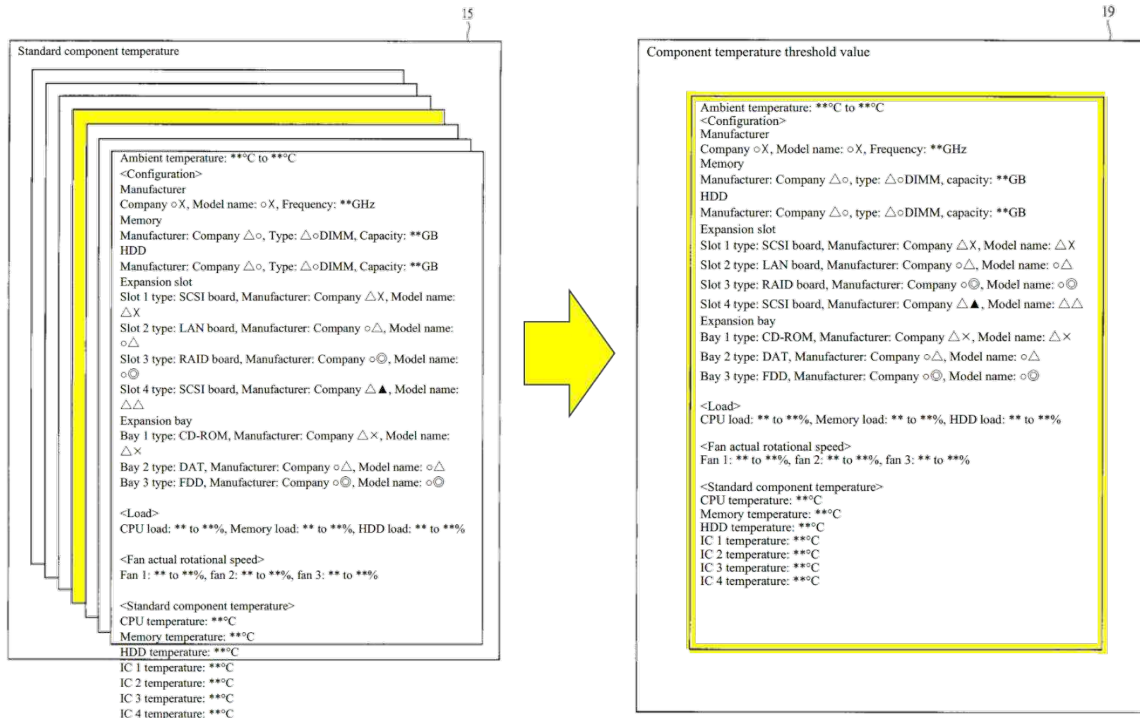 15
Standard component temperature
Ambient temperature: **°C to **°C
<Configuration>
Manufacturer
Company ○X, Model name: ○X, Frequency: **GHz
Memory
Manufacturer: Company △○, Type: △○DIMM, Capacity: **GB
HDD
Manufacturer: Company △○, Type: △○DIMM, Capacity: **GB
Expansion slot
Slot 1 type: SCSI board, Manufacturer: Company △X, Model name:
△X
Slot 2 type: LAN board, Manufacturer: Company ○△, Model name:
○△
Slot 3 type: RAID board, Manufacturer: Company ○◎, Model name:
○◎
Slot 4 type: SCSI board, Manufacturer: Company △▲, Model name:
△△
Expansion bay
Bay 1 type: CD-ROM, Manufacturer: Company △×, Model name:
△×
Bay 2 type: DAT, Manufacturer: Company ○△, Model name: ○△
Bay 3 type: FDD, Manufacturer: Company ○◎, Model name: ○◎
<Load>
CPU load: ** to **%, Memory load: ** to **%, HDD load: ** to **%
<Fan actual rotational speed>
Fan 1: ** to **%, fan 2: ** to **%, fan 3: ** to **%
<Standard component temperature>
CPU temperature: **°C
Memory temperature: **°C
HDD temperature: **°C
IC 1 temperature: **°C
IC 2 temperature: **°C
IC 3 temperature: **°C
IC 4 temperature: **°C
19
Component temperature threshold value
Ambient temperature: **°C to **°C
<Configuration>
Manufacturer
Company ○X, Model name: ○X, Frequency: **GHz
Memory
Manufacturer: Company △○, type: △○DIMM, capacity: **GB
HDD
Manufacturer: Company △○, type: △○DIMM, capacity: **GB
Expansion slot
Slot 1 type: SCSI board, Manufacturer: Company △X, Model name: △X
Slot 2 type: LAN board, Manufacturer: Company ○△, Model name: ○△
Slot 3 type: RAID board, Manufacturer: Company ○◎, Model name: ○◎
Slot 4 type: SCSI board, Manufacturer: Company △▲, Model name: △△
Expansion bay
Bay 1 type: CD-ROM, Manufacturer: Company △×, Model name: △×
Bay 2 type: DAT, Manufacturer: Company ○△, Model name: ○△
Bay 3 type: FDD, Manufacturer: Company ○◎, Model name: ○◎
<Load>
CPU load: ** to **%, Memory load: ** to **%, HDD load: ** to **%
<Fan actual rotational speed>
Fan 1: ** to **%, fan 2: ** to **%, fan 3: ** to **%
<Standard component temperature>
CPU temperature: **°C
Memory temperature: **°C
HDD temperature: **°C
IC 1 temperature: **°C
IC 2 temperature: **°C
IC 3 temperature: **°C
IC 4 temperature: **°C